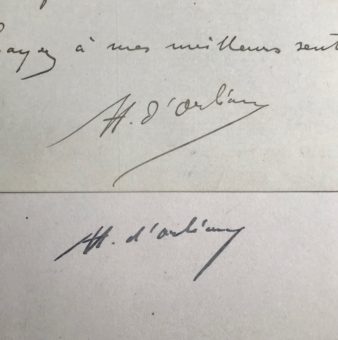 Croyez à mes meilleurs sent
H. d'Orléans
H. d'Orléans